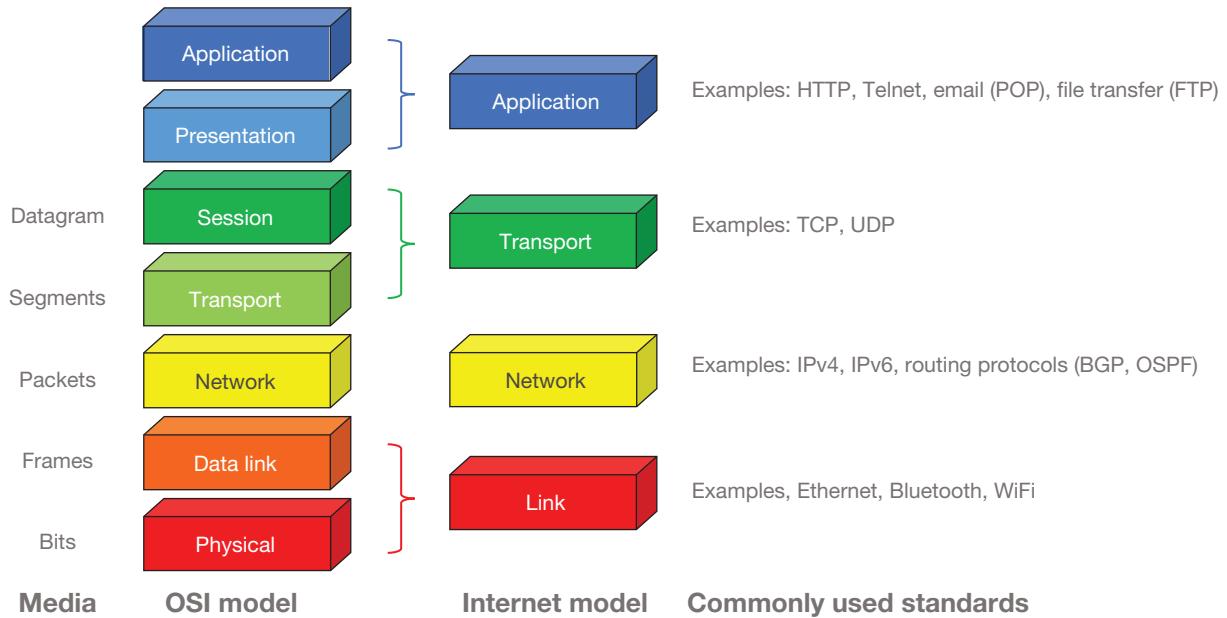 Application
Presentation
Application
Examples: HTTP, Telnet, email (POP), file transfer (FTP)
Datagram
Session
Segments
Transport
Transport
Examples: TCP, UDP
Packets
Network
Network
Examples: IPv4, IPv6, routing protocols (BGP, OSPF)
Frames
Data link
Bits
Physical
Link
Examples, Ethernet, Bluetooth, WiFi
Media
OSI model
Internet model
Commonly used standards